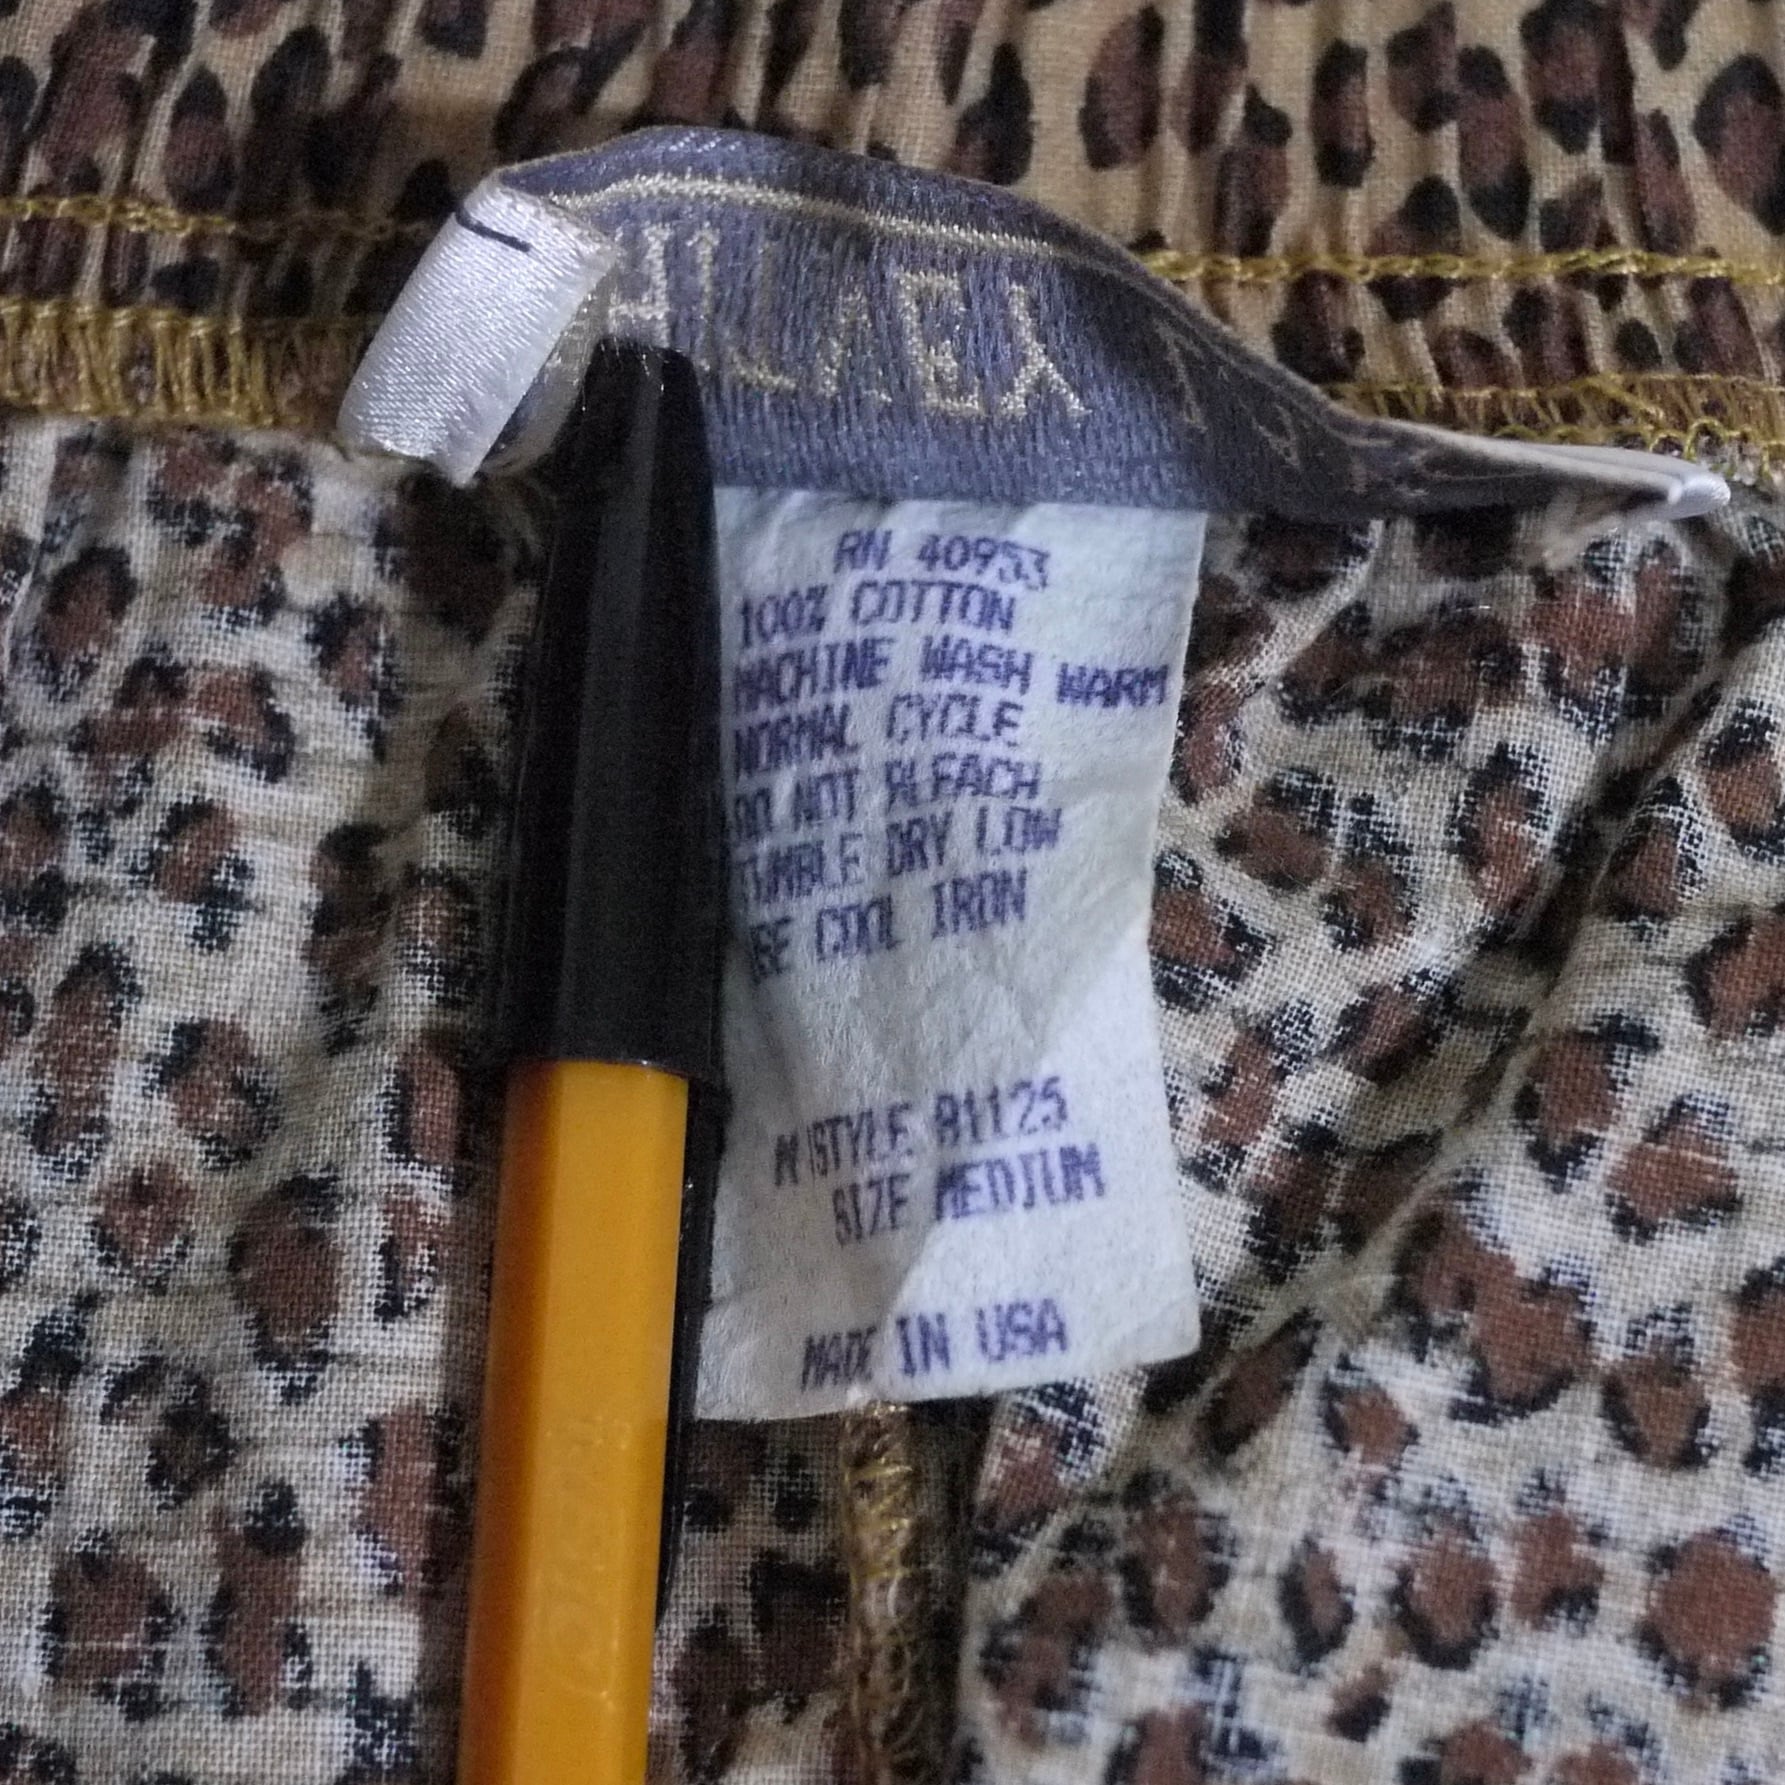 RN 40953
100% COTTON
MACHINE WASH WARM
NORMAL CYCLE
DO NOT BLEACH
TUMBLE DRY LOW
USE COOL IRON
STYLE 81125
SIZE MEDIUM
MADE IN USA